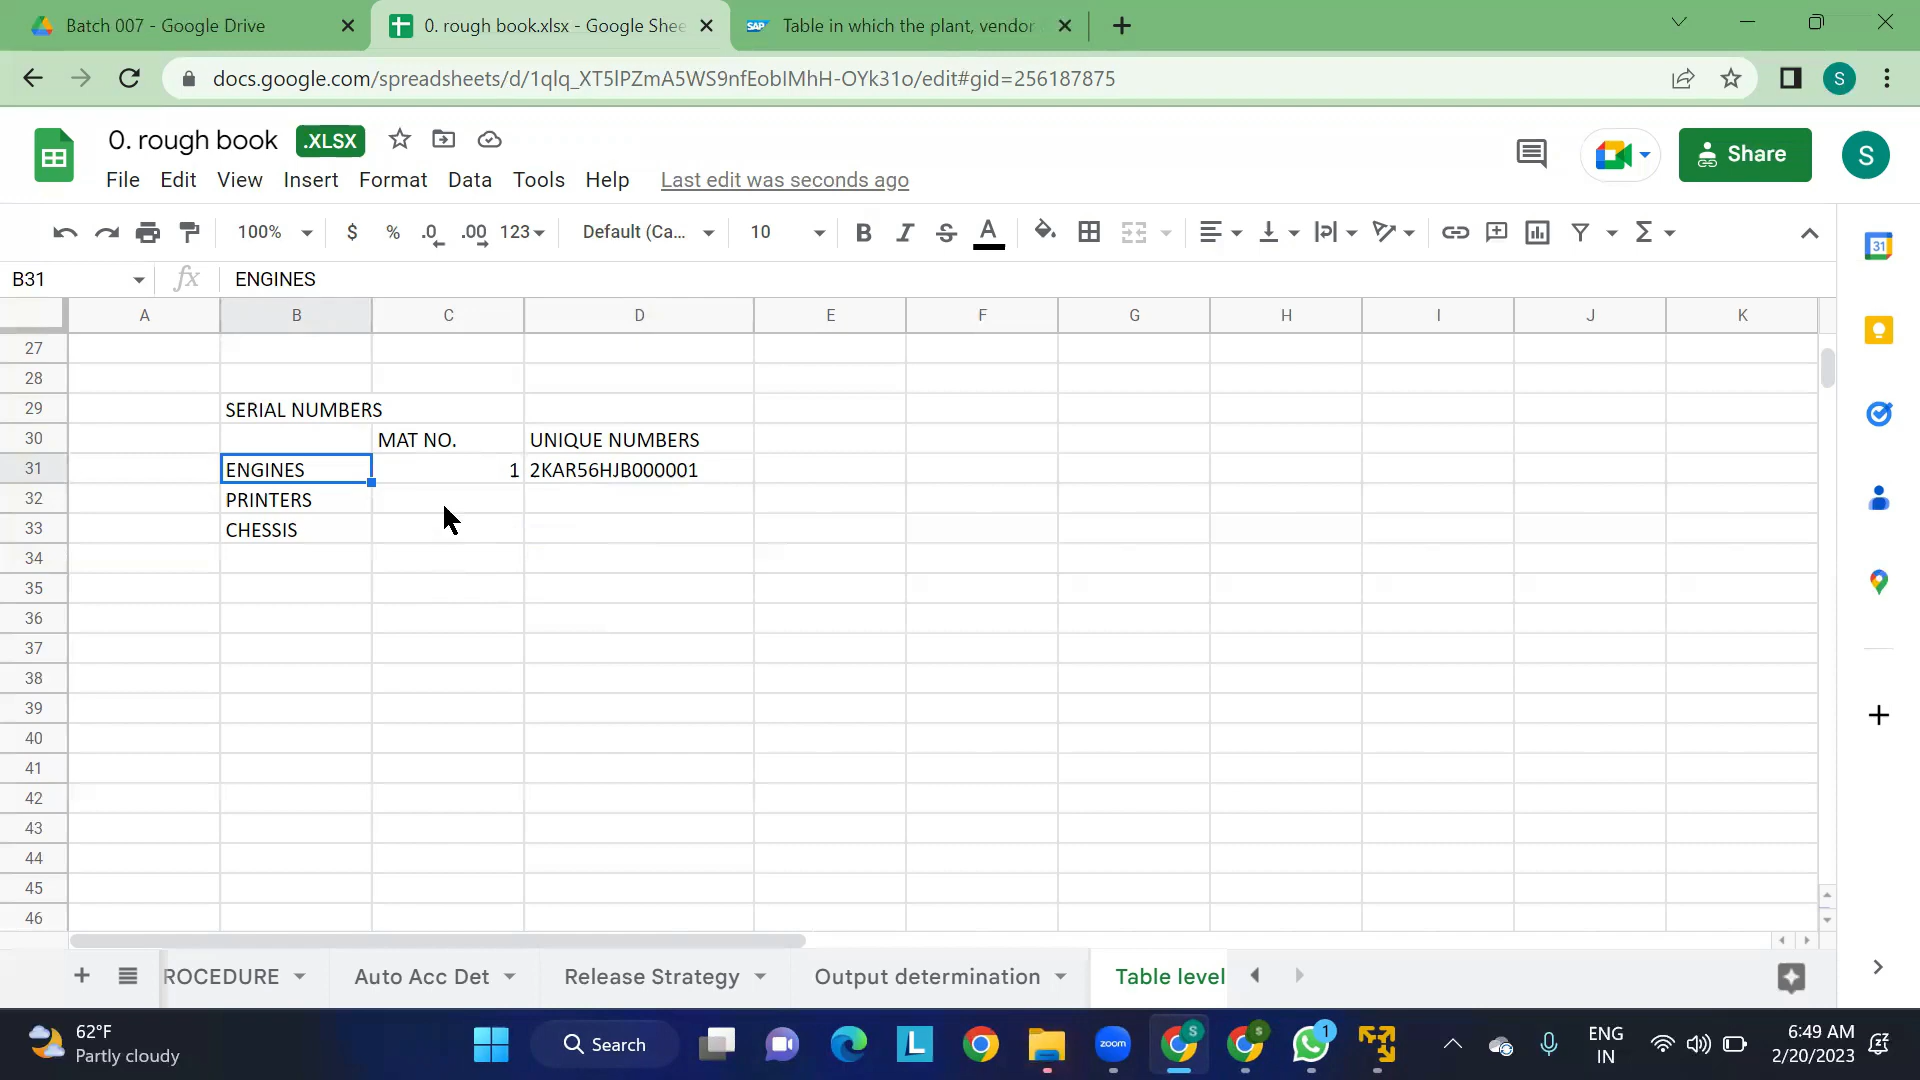 Batch 007 - Google Drive
0. rough book.xlsx - Google Shee
SAP Table in which the plant, vendor
docs.google.com/spreadsheets/d/1qlq_XT5lPZmA5WS9nfEobIMhH-OYk31o/edit#gid=256187875
S
0. rough book .XLSX
Share
S
File Edit View Insert Format Data Tools Help Last edit was seconds ago
100% $ % .0 .00 123 Default (Ca... 10 B I S A
31
B31 fx ENGINES
A B C D E F G H I J K
27
28
29 SERIAL NUMBERS
30 MAT NO. UNIQUE NUMBERS
31 ENGINES 1 2KAR56HJB000001
32 PRINTERS
33 CHESSIS
34
35
36
37
38
39
40
41
42
43
44
45
46
ROCEDURE Auto Acc Det Release Strategy Output determination Table level
62°F
Partly cloudy
Search
L
zoom
S
S
1
ENG
IN
6:49 AM
2/20/2023